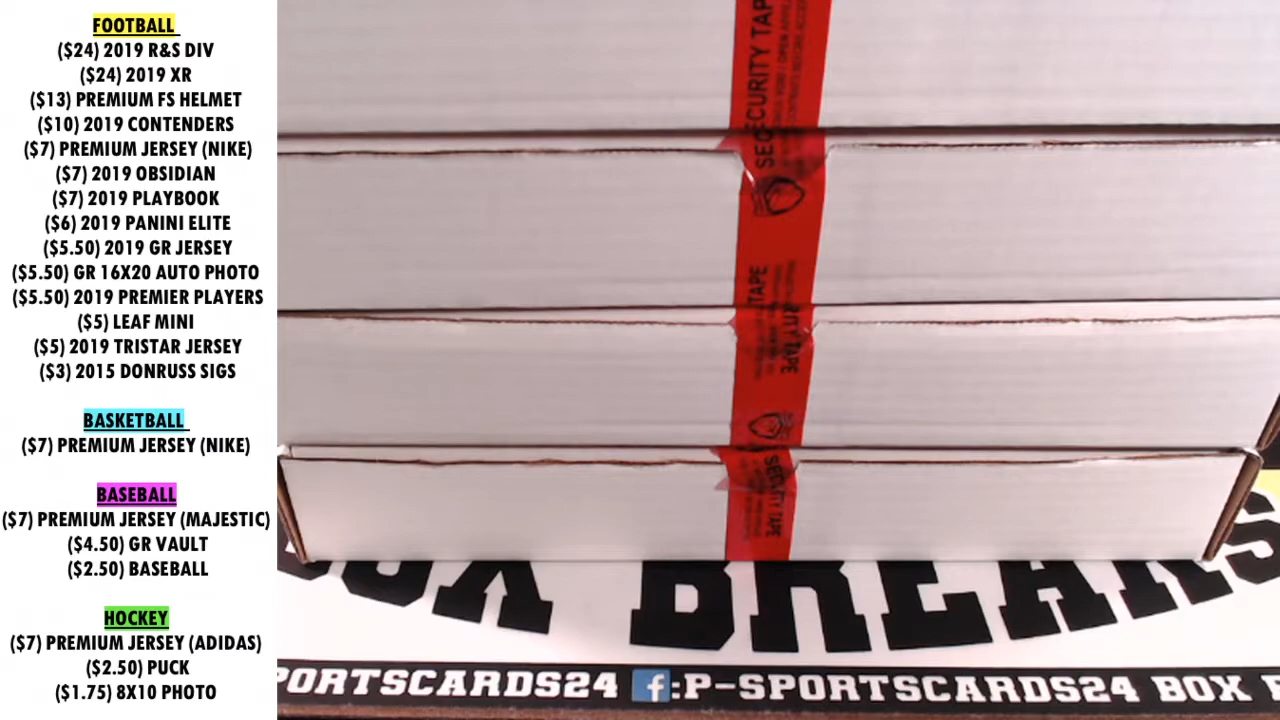 FOOTBALL
($24) 2019 R&S DIV
($24) 2019 XR
($13) PREMIUM FS HELMET
($10) 2019 CONTENDERS
($7) PREMIUM JERSEY (NIKE)
($7) 2019 OBSIDIAN
($7) 2019 PLAYBOOK
($6) 2019 PANINI ELITE
($5.50) 2019 GR JERSEY
($5.50) GR 16X20 AUTO PHOTO
($5.50) 2019 PREMIER PLAYERS
($5) LEAF MINI
($5) 2019 TRISTAR JERSEY
($3) 2015 DONRUSS SIGS
BASKETBALL
($7) PREMIUM JERSEY (NIKE)
BASEBALL
($7) PREMIUM JERSEY (MAJESTIC)
($4.50) GR VAULT
($2.50) BASEBALL
HOCKEY
($7) PREMIUM JERSEY (ADIDAS)
($2.50) PUCK
($1.75) 8X10 PHOTO
SECURITY TAP
TAPE
TAPE
BOX BREAKS
PORTSCARDS24 f:P-SPORTSCARDS24 BOX